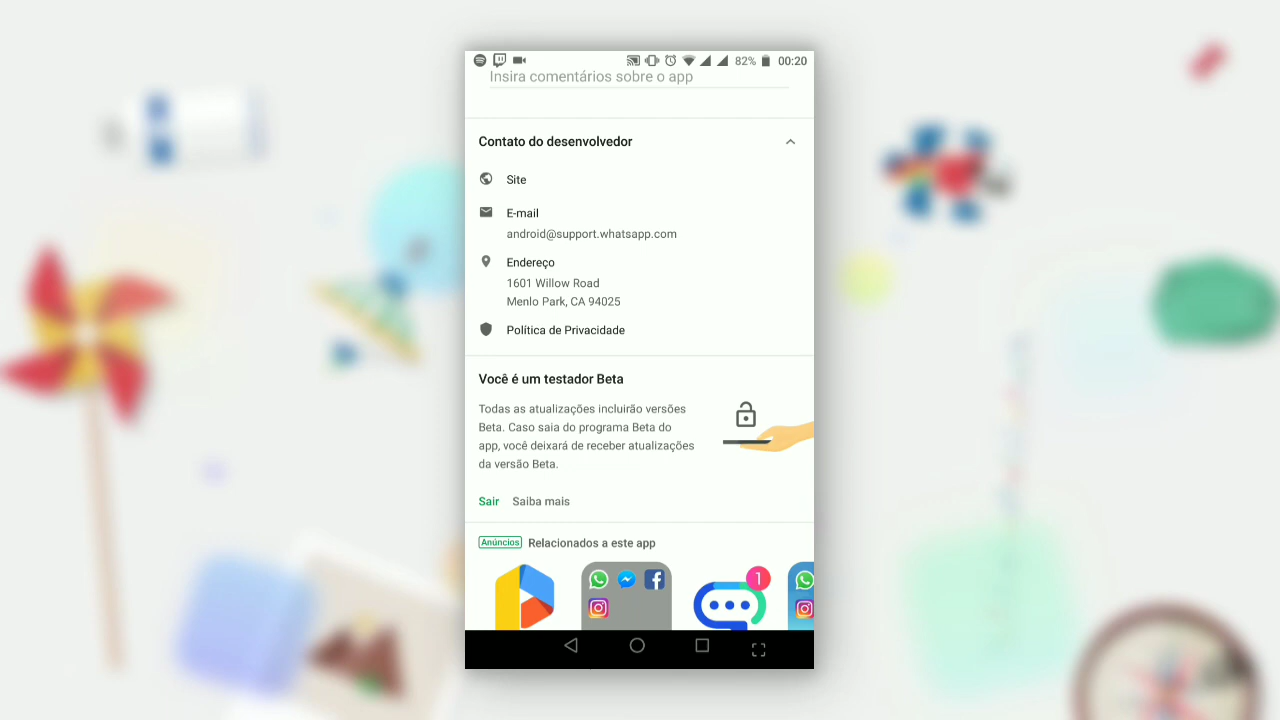 82% 00:20
Insira comentários sobre o app
Contato do desenvolvedor
Site
E-mail
android@support.whatsapp.com
Endereço
1601 Willow Road
Menlo Park, CA 94025
Política de Privacidade
Você é um testador Beta
Todas as atualizações incluirão versões
Beta. Caso saia do programa Beta do
app, você deixará de receber atualizações
da versão Beta.
Sair Saiba mais
Anúncios Relacionados a este app
1